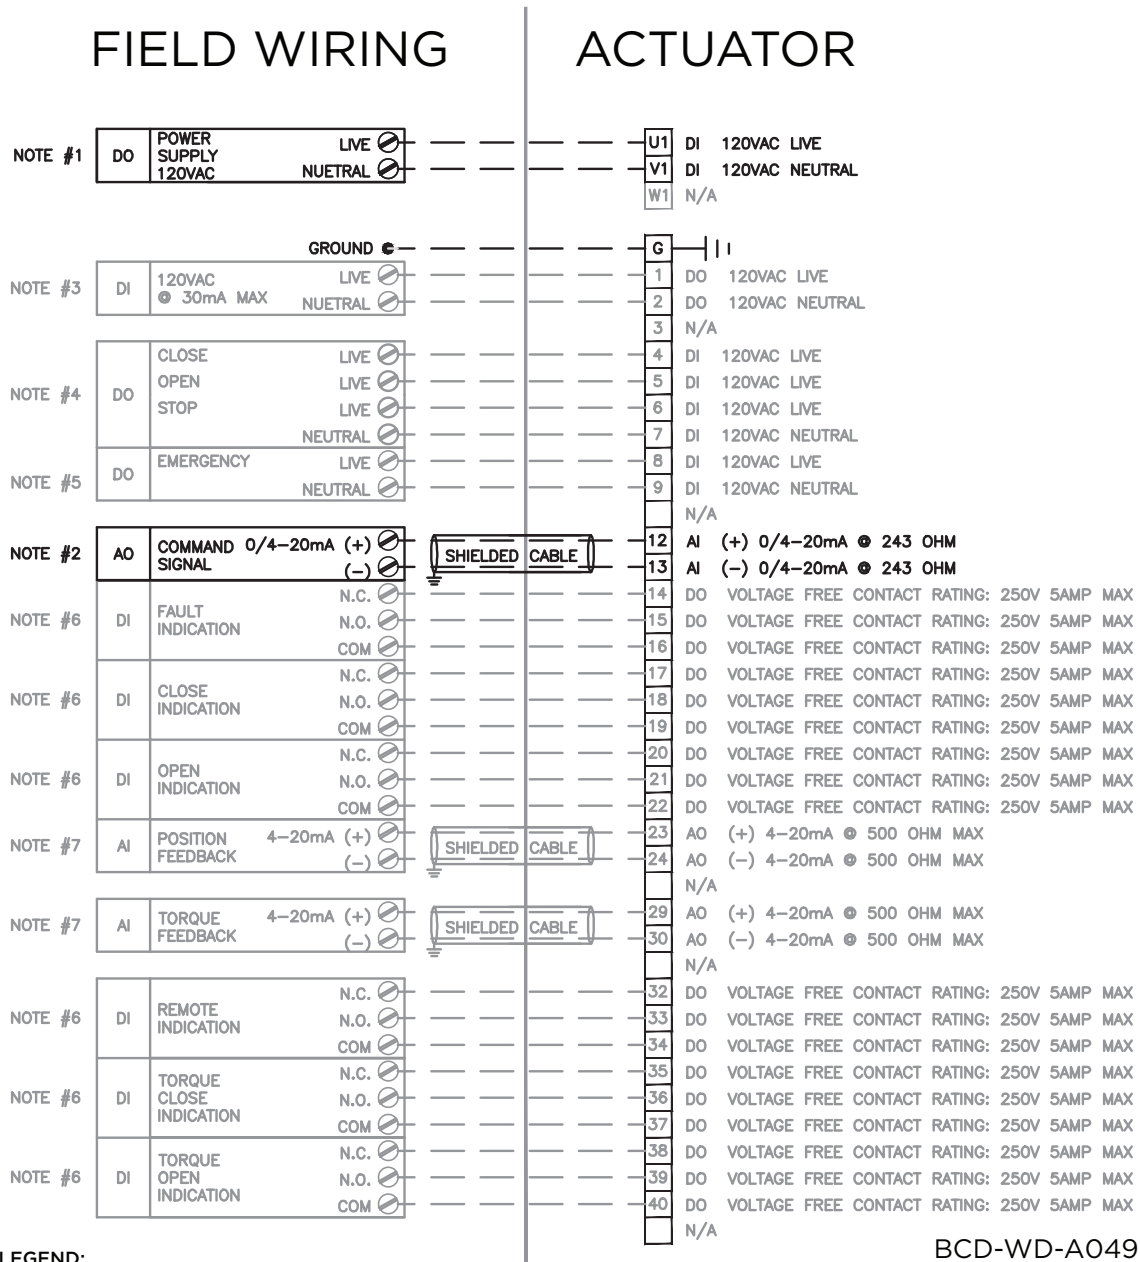 FIELD WIRING ACTUATOR
NOTE #1 DO POWER SUPPLY 120VAC LIVE U1 DI 120VAC LIVE
NUETRAL V1 DI 120VAC NEUTRAL
W1 N/A
GROUND G
NOTE #3 DI 120VAC @ 30mA MAX LIVE 1 DO 120VAC LIVE
NUETRAL 2 DO 120VAC NEUTRAL
3 N/A
NOTE #4 DO CLOSE LIVE 4 DI 120VAC LIVE
OPEN LIVE 5 DI 120VAC LIVE
STOP LIVE 6 DI 120VAC LIVE
NEUTRAL 7 DI 120VAC NEUTRAL
NOTE #5 DO EMERGENCY LIVE 8 DI 120VAC LIVE
NEUTRAL 9 DI 120VAC NEUTRAL
N/A
NOTE #2 AO COMMAND SIGNAL 0/4-20mA (+) SHIELDED CABLE 12 AI (+) 0/4-20mA @ 243 OHM
(-) 13 AI (-) 0/4-20mA @ 243 OHM
NOTE #6 DI FAULT INDICATION N.C. 14 DO VOLTAGE FREE CONTACT RATING: 250V 5AMP MAX
N.O. 15 DO VOLTAGE FREE CONTACT RATING: 250V 5AMP MAX
COM 16 DO VOLTAGE FREE CONTACT RATING: 250V 5AMP MAX
NOTE #6 DI CLOSE INDICATION N.C. 17 DO VOLTAGE FREE CONTACT RATING: 250V 5AMP MAX
N.O. 18 DO VOLTAGE FREE CONTACT RATING: 250V 5AMP MAX
COM 19 DO VOLTAGE FREE CONTACT RATING: 250V 5AMP MAX
NOTE #6 DI OPEN INDICATION N.C. 20 DO VOLTAGE FREE CONTACT RATING: 250V 5AMP MAX
N.O. 21 DO VOLTAGE FREE CONTACT RATING: 250V 5AMP MAX
COM 22 DO VOLTAGE FREE CONTACT RATING: 250V 5AMP MAX
NOTE #7 AI POSITION FEEDBACK 4-20mA (+) SHIELDED CABLE 23 AO (+) 4-20mA @ 500 OHM MAX
(-) 24 AO (-) 4-20mA @ 500 OHM MAX
N/A
NOTE #7 AI TORQUE FEEDBACK 4-20mA (+) SHIELDED CABLE 29 AO (+) 4-20mA @ 500 OHM MAX
(-) 30 AO (-) 4-20mA @ 500 OHM MAX
N/A
NOTE #6 DI REMOTE INDICATION N.C. 32 DO VOLTAGE FREE CONTACT RATING: 250V 5AMP MAX
N.O. 33 DO VOLTAGE FREE CONTACT RATING: 250V 5AMP MAX
COM 34 DO VOLTAGE FREE CONTACT RATING: 250V 5AMP MAX
NOTE #6 DI TORQUE CLOSE INDICATION N.C. 35 DO VOLTAGE FREE CONTACT RATING: 250V 5AMP MAX
N.O. 36 DO VOLTAGE FREE CONTACT RATING: 250V 5AMP MAX
COM 37 DO VOLTAGE FREE CONTACT RATING: 250V 5AMP MAX
NOTE #6 DI TORQUE OPEN INDICATION N.C. 38 DO VOLTAGE FREE CONTACT RATING: 250V 5AMP MAX
N.O. 39 DO VOLTAGE FREE CONTACT RATING: 250V 5AMP MAX
COM 40 DO VOLTAGE FREE CONTACT RATING: 250V 5AMP MAX
N/A
LEGEND: BCD-WD-A049